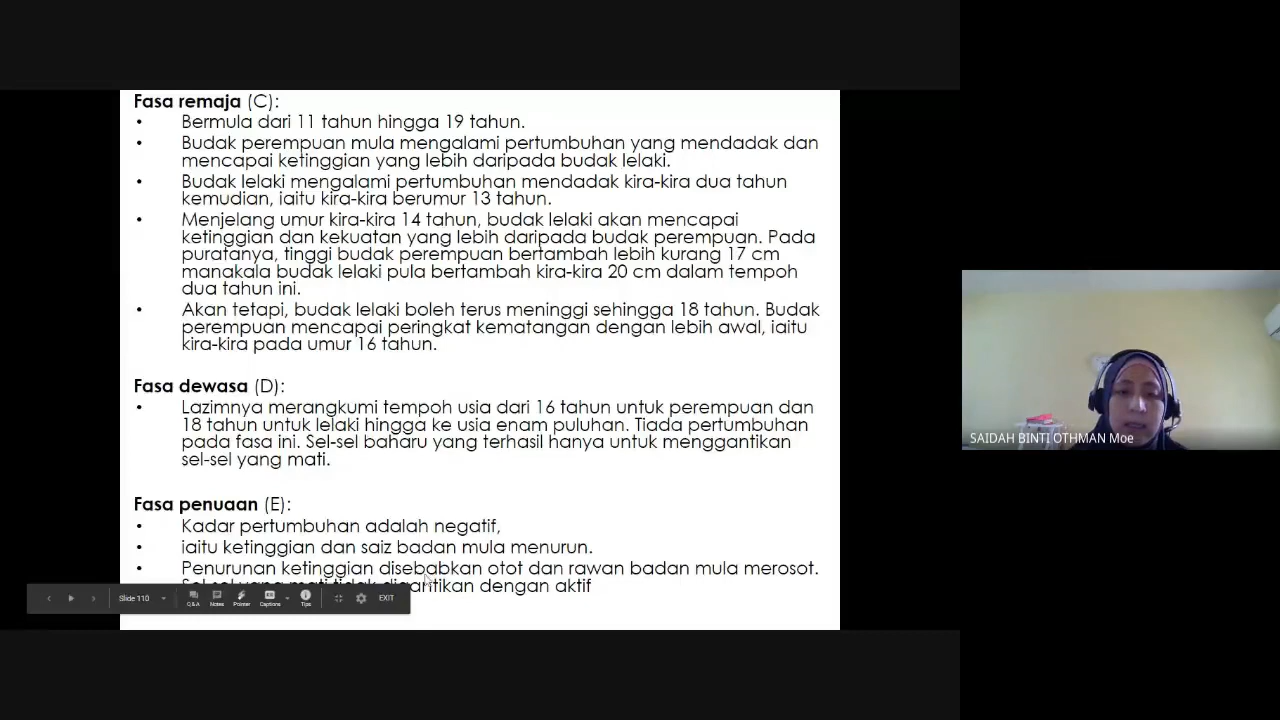 Fasa remaja (C):
• Bermula dari 11 tahun hingga 19 tahun.
• Budak perempuan mula mengalami pertumbuhan yang mendadak dan
mencapai ketinggian yang lebih daripada budak lelaki.
• Budak lelaki mengalami pertumbuhan mendadak kira-kira dua tahun
kemudian, iaitu kira-kira berumur 13 tahun.
• Menjelang umur kira-kira 14 tahun, budak lelaki akan mencapai
ketinggian dan kekuatan yang lebih daripada budak perempuan. Pada
puratanya, tinggi budak perempuan bertambah lebih kurang 17 cm
manakala budak lelaki pula bertambah kira-kira 20 cm dalam tempoh
dua tahun ini.
• Akan tetapi, budak lelaki boleh terus meninggi sehingga 18 tahun. Budak
perempuan mencapai peringkat kematangan dengan lebih awal, iaitu
kira-kira pada umur 16 tahun.
Fasa dewasa (D):
• Lazimnya merangkumi tempoh usia dari 16 tahun untuk perempuan dan
18 tahun untuk lelaki hingga ke usia enam puluhan. Tiada pertumbuhan
pada fasa ini. Sel-sel baharu yang terhasil hanya untuk menggantikan
sel-sel yang mati.
Fasa penuaan (E):
• Kadar pertumbuhan adalah negatif,
• iaitu ketinggian dan saiz badan mula menurun.
• Penurunan ketinggian disebabkan otot dan rawan badan mula merosot.
Sel-sel yang mati tidak digantikan dengan aktif
Slide 110
Q&A Notes Pointer Captions Tips EXIT
SAIDAH BINTI OTHMAN Moe